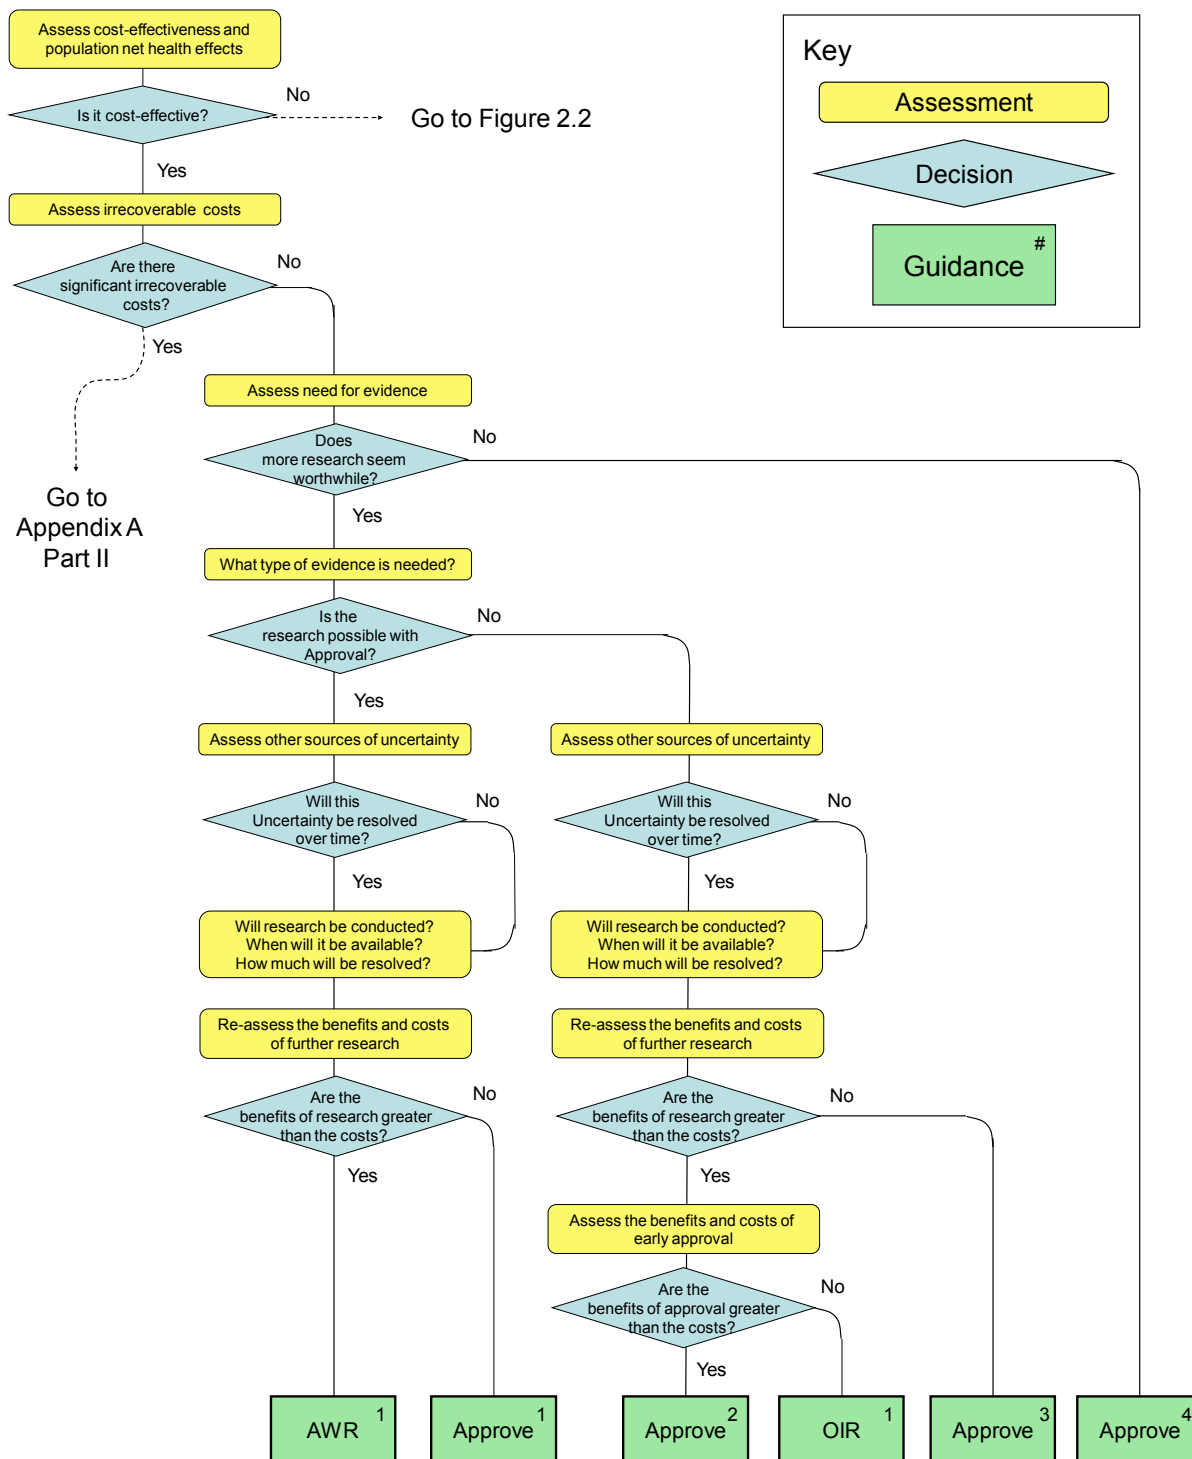 Assess cost-effectiveness and
population net health effects
Is it cost-effective?
No
Go to Figure 2.2
Yes
Key
Assessment
Decision
Guidance #
Assess irrecoverable costs
Are there
significant irrecoverable
costs?
No
Yes
Go to
Appendix A
Part II
Assess need for evidence
Does
more research seem
worthwhile?
No
Yes
What type of evidence is needed?
Is the
research possible with
Approval?
No
Yes
Assess other sources of uncertainty
Will this
Uncertainty be resolved
over time?
No
Yes
Will research be conducted?
When will it be available?
How much will be resolved?
Re-assess the benefits and costs
of further research
Are the
benefits of research greater
than the costs?
No
Yes
Assess other sources of uncertainty
Will this
Uncertainty be resolved
over time?
No
Yes
Will research be conducted?
When will it be available?
How much will be resolved?
Re-assess the benefits and costs
of further research
Are the
benefits of research greater
than the costs?
No
Yes
Assess the benefits and costs of
early approval
Are the
benefits of approval greater
than the costs?
No
Yes
AWR 1
Approve 1
Approve 2
OIR 1
Approve 3
Approve 4